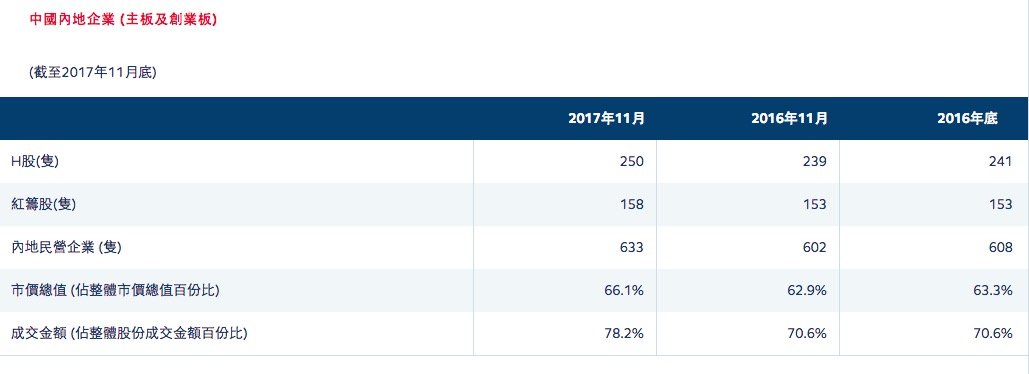 中國內地企業 (主板及創業板)
(截至2017年11月底)
2017年11月 2016年11月 2016年底
H股(隻) 250 239 241
紅籌股(隻) 158 153 153
內地民營企業 (隻) 633 602 608
市價總值 (佔整體市價總值百份比) 66.1% 62.9% 63.3%
成交金額 (佔整體股份成交金額百份比) 78.2% 70.6% 70.6%